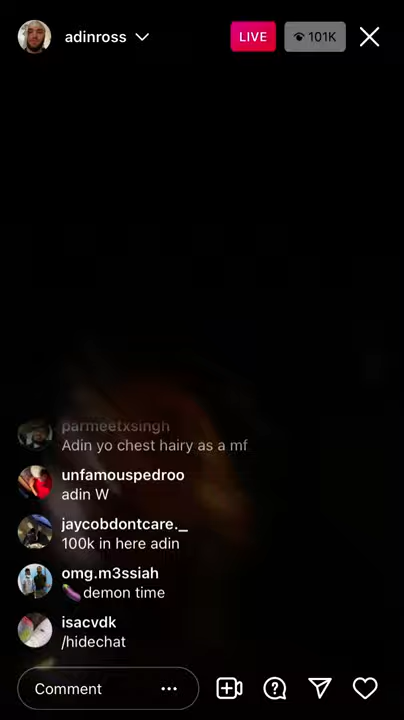 adinross
LIVE
101K
parmeetxsingh
Adin yo chest hairy as a mf
unfamouspedroo
adin W
jaycobdontcare._
100k in here adin
omg.m3ssiah
🍆demon time
isacvdk
/hidechat
Comment